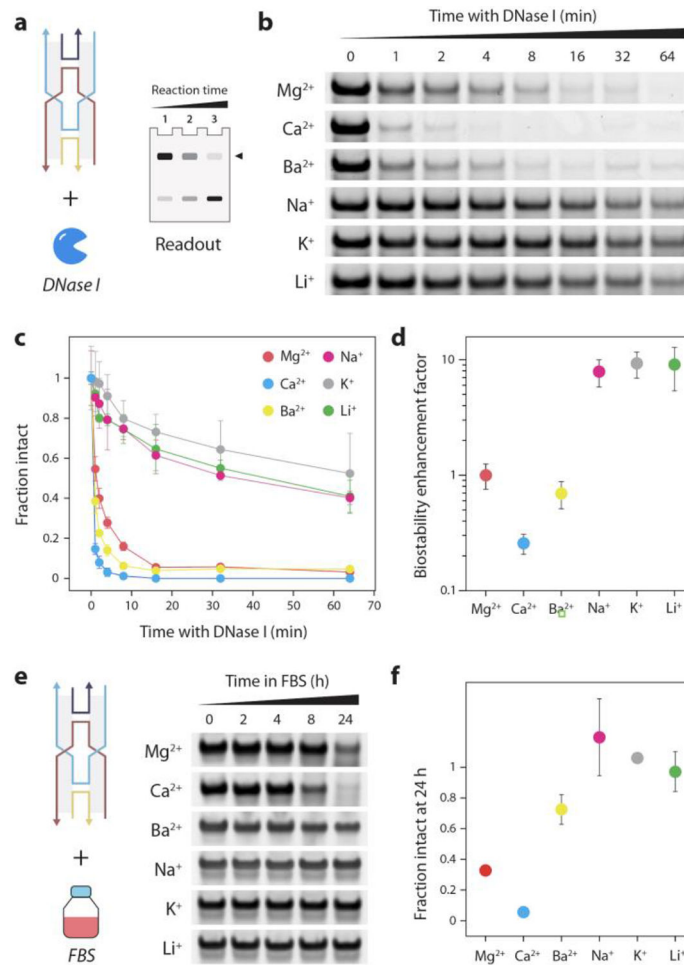 a
Reaction time
1 2 3
+
DNase I
Readout
b
Time with DNase I (min)
0 1 2 4 8 16 32 64
Mg²⁺
Ca²⁺
Ba²⁺
Na⁺
K⁺
Li⁺
c
Mg²⁺ Na⁺
Ca²⁺ K⁺
Ba²⁺ Li⁺
Fraction intact
1
0.8
0.6
0.4
0.2
0
0 10 20 30 40 50 60 70
Time with DNase I (min)
d
Biostability enhancement factor
10
1
0.1
Mg²⁺ Ca²⁺ Ba²⁺ Na⁺ K⁺ Li⁺
e
+
FBS
Time in FBS (h)
0 2 4 8 24
Mg²⁺
Ca²⁺
Ba²⁺
Na⁺
K⁺
Li⁺
f
Fraction intact at 24 h
1
0.8
0.6
0.4
0.2
0
Mg²⁺ Ca²⁺ Ba²⁺ Na⁺ K⁺ Li⁺